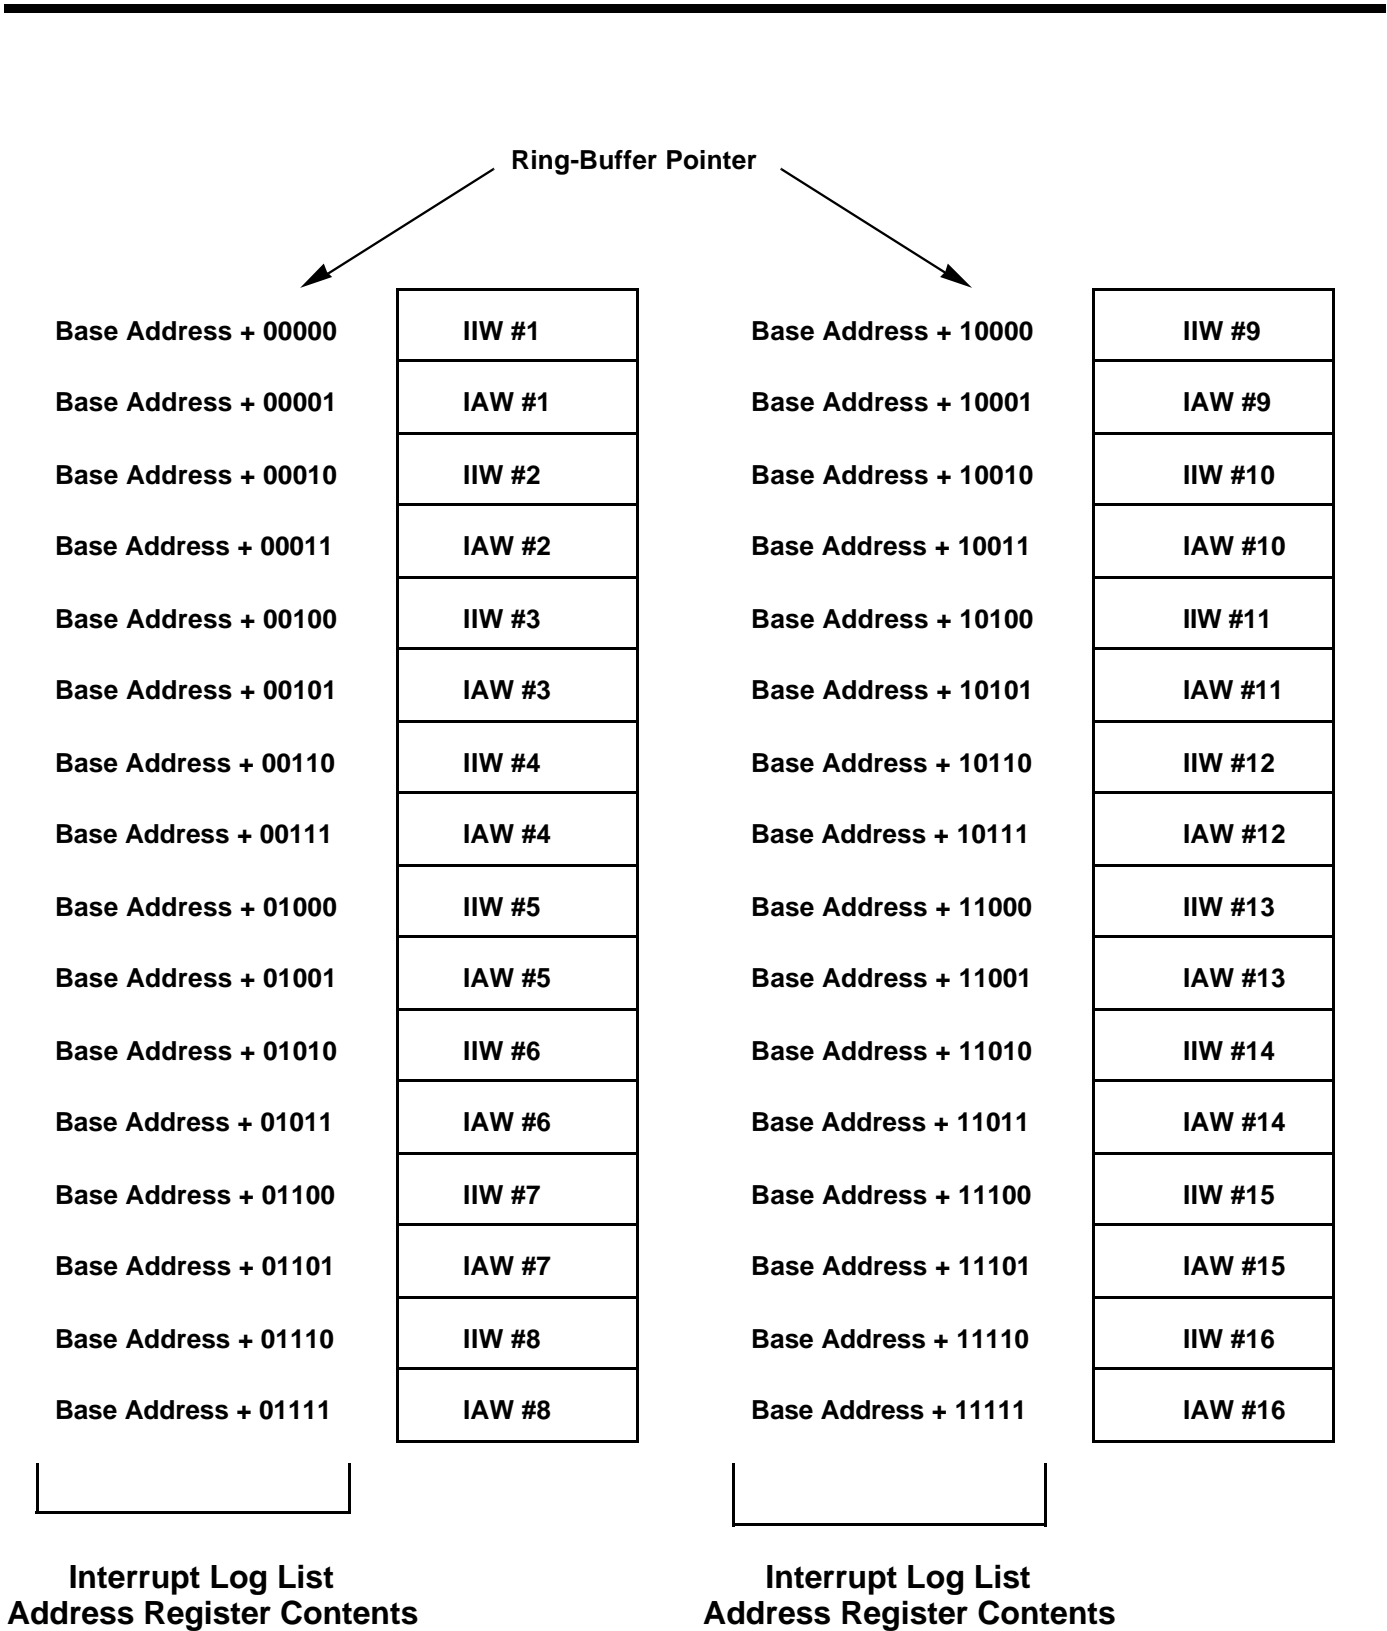 Ring-Buffer Pointer
Base Address + 00000 IIW #1
Base Address + 00001 IAW #1
Base Address + 00010 IIW #2
Base Address + 00011 IAW #2
Base Address + 00100 IIW #3
Base Address + 00101 IAW #3
Base Address + 00110 IIW #4
Base Address + 00111 IAW #4
Base Address + 01000 IIW #5
Base Address + 01001 IAW #5
Base Address + 01010 IIW #6
Base Address + 01011 IAW #6
Base Address + 01100 IIW #7
Base Address + 01101 IAW #7
Base Address + 01110 IIW #8
Base Address + 01111 IAW #8
Interrupt Log List
Address Register Contents
Base Address + 10000 IIW #9
Base Address + 10001 IAW #9
Base Address + 10010 IIW #10
Base Address + 10011 IAW #10
Base Address + 10100 IIW #11
Base Address + 10101 IAW #11
Base Address + 10110 IIW #12
Base Address + 10111 IAW #12
Base Address + 11000 IIW #13
Base Address + 11001 IAW #13
Base Address + 11010 IIW #14
Base Address + 11011 IAW #14
Base Address + 11100 IIW #15
Base Address + 11101 IAW #15
Base Address + 11110 IIW #16
Base Address + 11111 IAW #16
Interrupt Log List
Address Register Contents